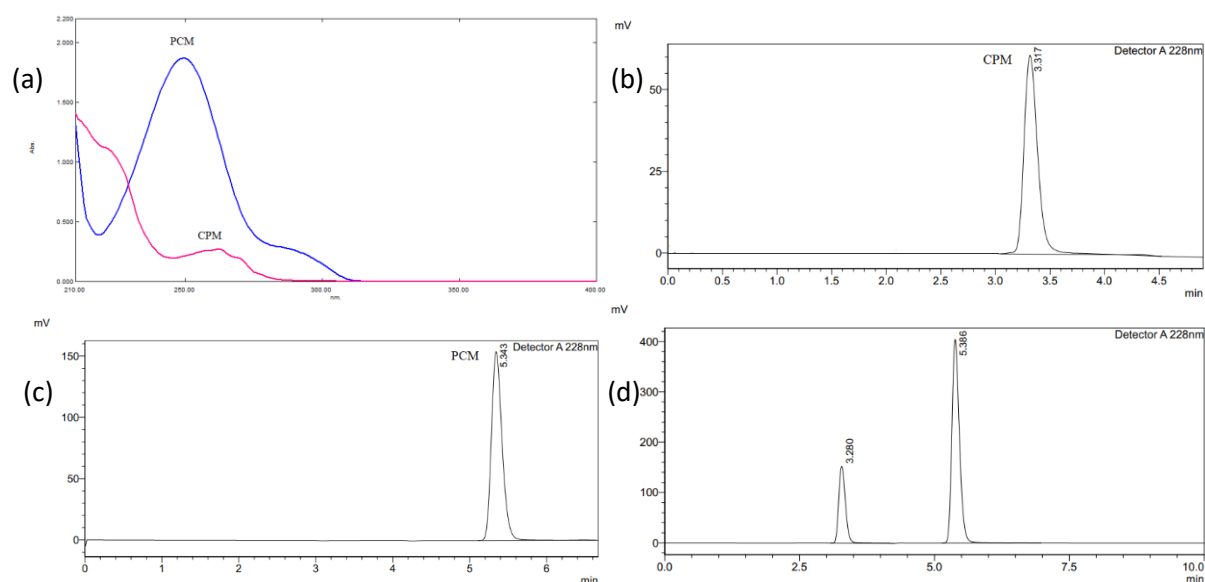 (a)
2.200
2.000
1.500
1.000
0.500
0.000
Abs.
PCM
CPM
210.00
250.00
300.00
350.00
400.00
nm.
(b)
mV
Detector A 228nm
CPM
3.317
50
25
0
0.0 0.5 1.0 1.5 2.0 2.5 3.0 3.5 4.0 4.5
min
(c)
mV
Detector A 228nm
PCM
5.343
150
100
50
0
0 1 2 3 4 5 6
min
(d)
mV
Detector A 228nm
3.280
5.386
400
300
200
100
0
0.0 2.5 5.0 7.5 10.0
min